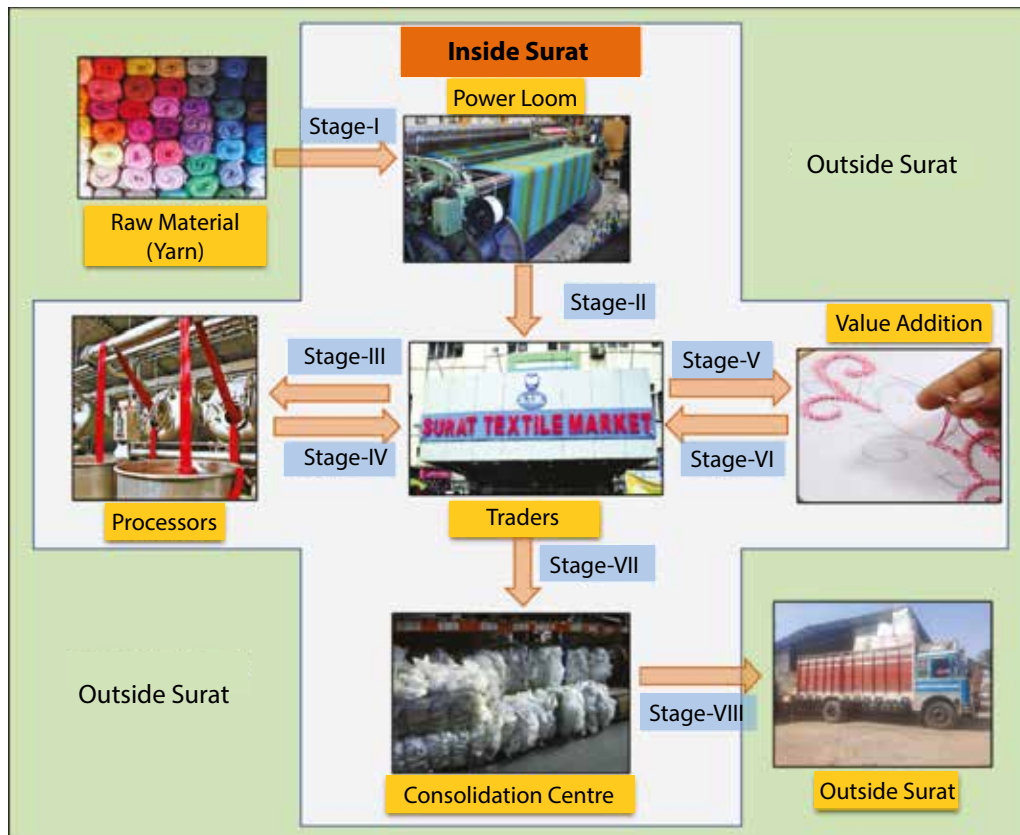 Inside Surat
Power Loom
Stage-I
Outside Surat
Raw Material
(Yarn)
Stage-II
Value Addition
Stage-III
Stage-V
SURAT TEXTILE MARKET
Stage-IV
Stage-VI
Processors
Traders
Stage-VII
Outside Surat
Stage-VIII
Consolidation Centre
Outside Surat